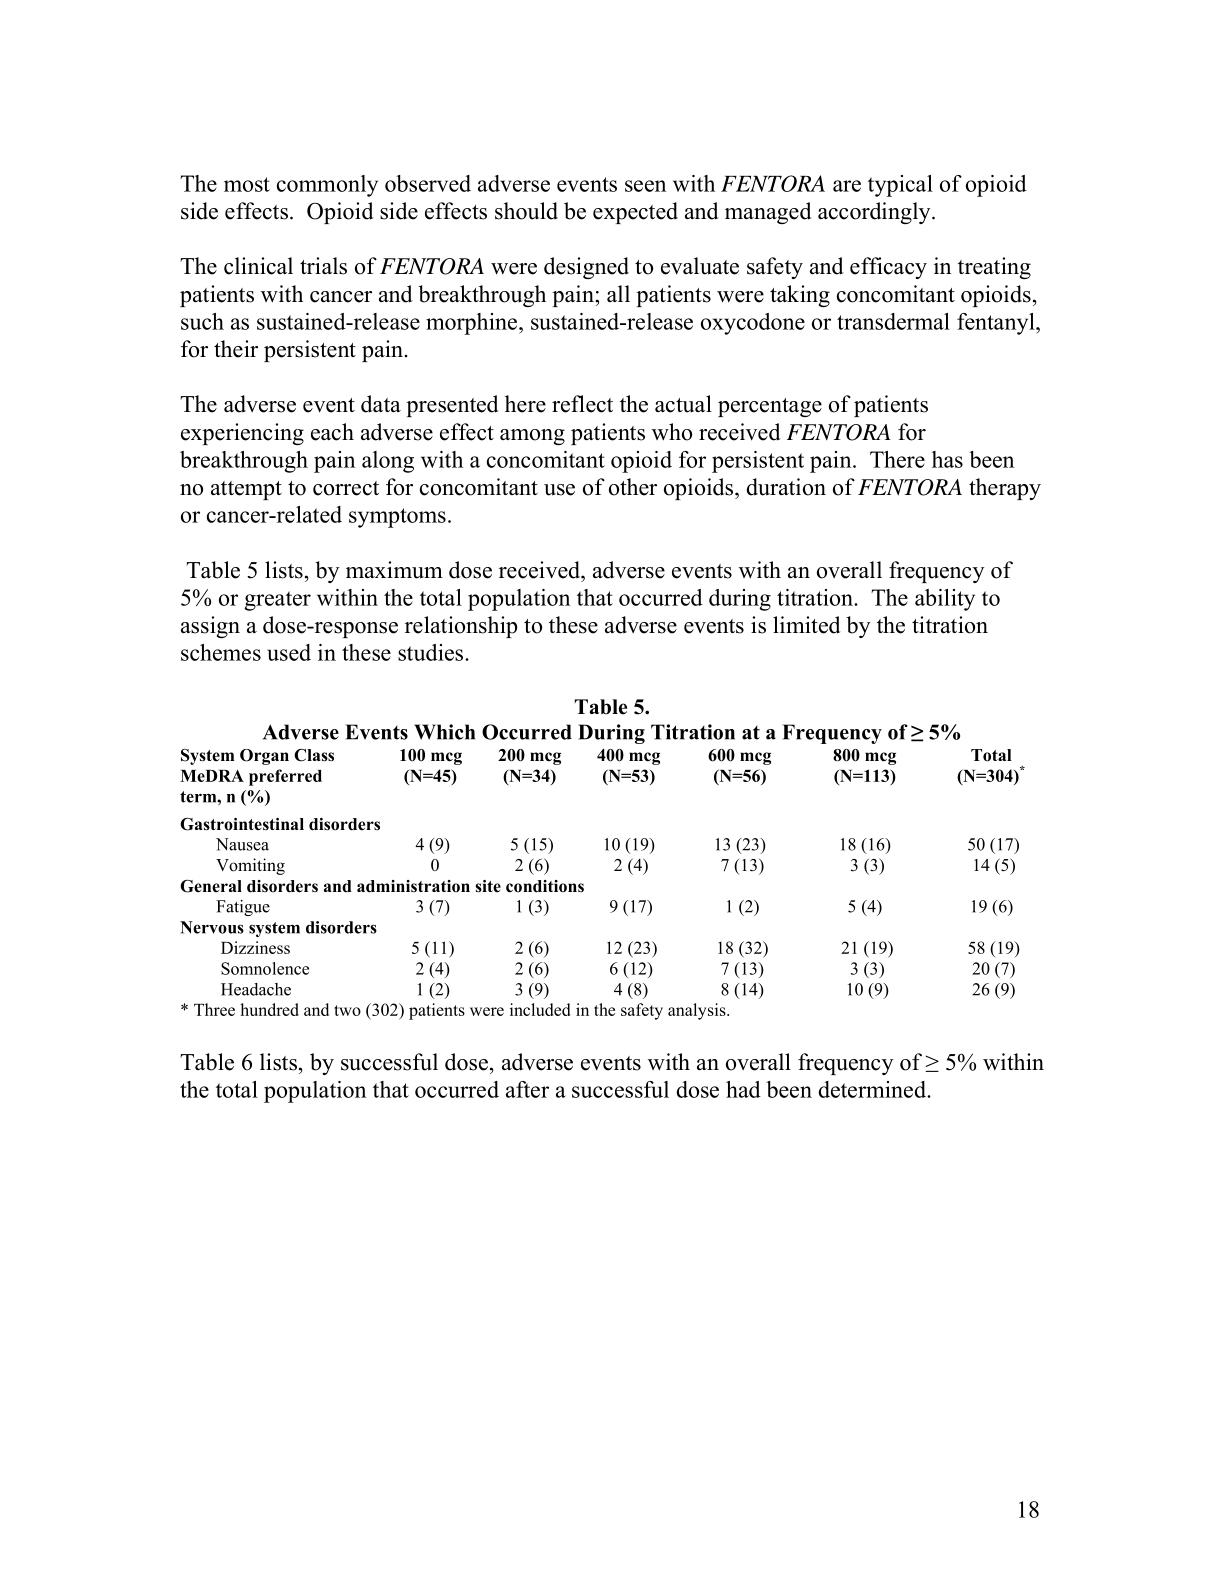 The most commonly observed adverse events seen with FENTORA are typical of opioid
side effects.  Opioid side effects should be expected and managed accordingly.
The clinical trials of FENTORA were designed to evaluate safety and efficacy in treating
patients with cancer and breakthrough pain; all patients were taking concomitant opioids,
such as sustained-release morphine, sustained-release oxycodone or transdermal fentanyl,
for their persistent pain.
The adverse event data presented here reflect the actual percentage of patients
experiencing each adverse effect among patients who received FENTORA for
breakthrough pain along with a concomitant opioid for persistent pain.  There has been
no attempt to correct for concomitant use of other opioids, duration of FENTORA therapy
or cancer-related symptoms.
Table 5 lists, by maximum dose received, adverse events with an overall frequency of
5% or greater within the total population that occurred during titration.  The ability to
assign a dose-response relationship to these adverse events is limited by the titration
schemes used in these studies.
Table 5.
Adverse Events Which Occurred During Titration at a Frequency of ≥ 5%
System Organ Class 100 mcg 200 mcg 400 mcg 600 mcg 800 mcg Total
MeDRA preferred (N=45) (N=34) (N=53) (N=56) (N=113) (N=304)*
term, n (%)
Gastrointestinal disorders
Nausea 4 (9) 5 (15) 10 (19) 13 (23) 18 (16) 50 (17)
Vomiting 0 2 (6) 2 (4) 7 (13) 3 (3) 14 (5)
General disorders and administration site conditions
Fatigue 3 (7) 1 (3) 9 (17) 1 (2) 5 (4) 19 (6)
Nervous system disorders
Dizziness 5 (11) 2 (6) 12 (23) 18 (32) 21 (19) 58 (19)
Somnolence 2 (4) 2 (6) 6 (12) 7 (13) 3 (3) 20 (7)
Headache 1 (2) 3 (9) 4 (8) 8 (14) 10 (9) 26 (9)
* Three hundred and two (302) patients were included in the safety analysis.
Table 6 lists, by successful dose, adverse events with an overall frequency of ≥ 5% within
the total population that occurred after a successful dose had been determined.
18